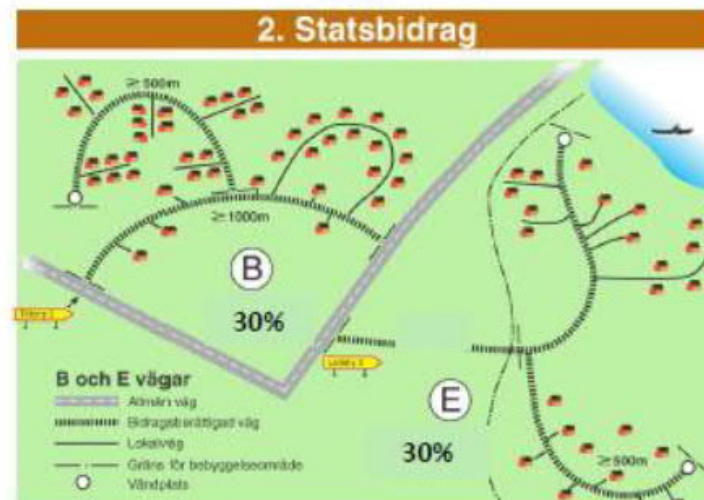 2. Statsbidrag
≥500m
≥1000m
B
30%
E
30%
≥500m
B och E vägar
Allmän väg
Bidragsberättigad väg
Lokalväg
Gräns för bebyggelseområde
Vändplats